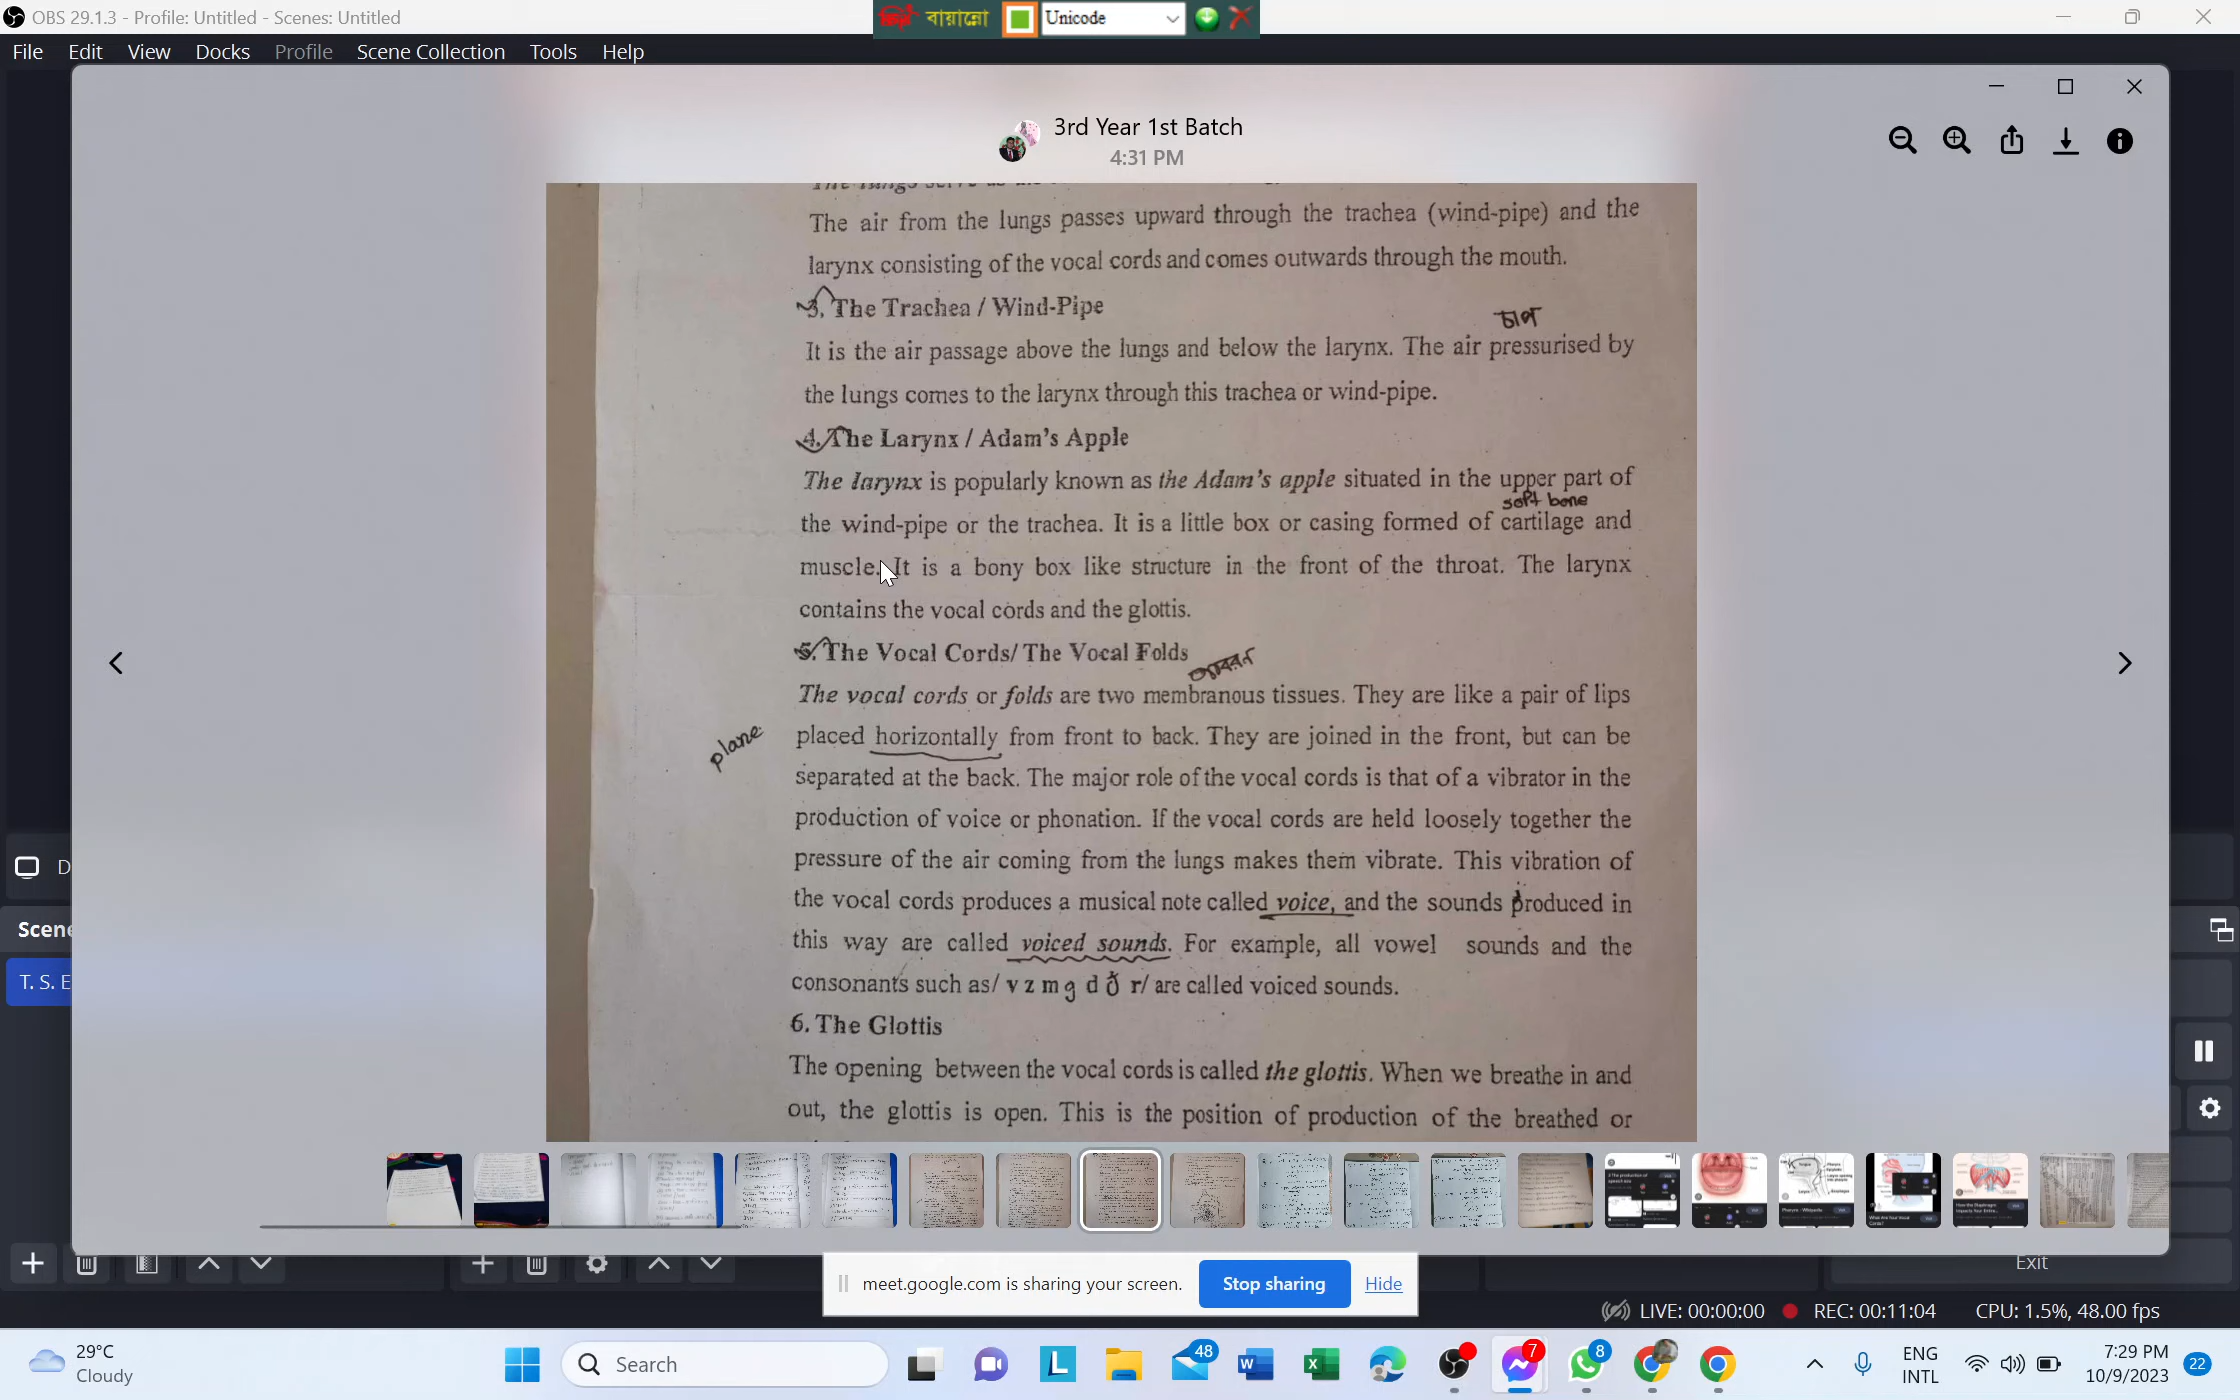 OBS 29.1.3 - Profile: Untitled - Scenes: Untitled
বায়ান্নো
Unicode
File Edit View Docks Profile Scene Collection Tools Help
3rd Year 1st Batch
4:31 PM
The lungs serve as
The air from the lungs passes upward through the trachea (wind-pipe) and the
larynx consisting of the vocal cords and comes outwards through the mouth.
3. The Trachea / Wind-Pipe
চাপ
It is the air passage above the lungs and below the larynx. The air pressurised by
the lungs comes to the larynx through this trachea or wind-pipe.
4. The Larynx / Adam's Apple
The larynx is popularly known as the Adam's apple situated in the upper part of
soft bone
the wind-pipe or the trachea. It is a little box or casing formed of cartilage and
muscle. It is a bony box like structure in the front of the throat. The larynx
contains the vocal cords and the glottis.
5. The Vocal Cords/ The Vocal Folds
The vocal cords or folds are two membranous tissues. They are like a pair of lips
plane
placed horizontally from front to back. They are joined in the front, but can be
separated at the back. The major role of the vocal cords is that of a vibrator in the
production of voice or phonation. If the vocal cords are held loosely together the
pressure of the air coming from the lungs makes them vibrate. This vibration of
the vocal cords produces a musical note called voice, and the sounds produced in
this way are called voiced sounds. For example, all vowel sounds and the
consonants such as/ v z m g d ð r/ are called voiced sounds.
6. The Glottis
The opening between the vocal cords is called the glottis. When we breathe in and
out, the glottis is open. This is the position of production of the breathed or
D
Scene
T. S. E
Exit
meet.google.com is sharing your screen. Stop sharing Hide
LIVE: 00:00:00 REC: 00:11:04 CPU: 1.5%, 48.00 fps
29°C
Cloudy
Search
48
7
8
ENG
INTL
7:29 PM
10/9/2023
22